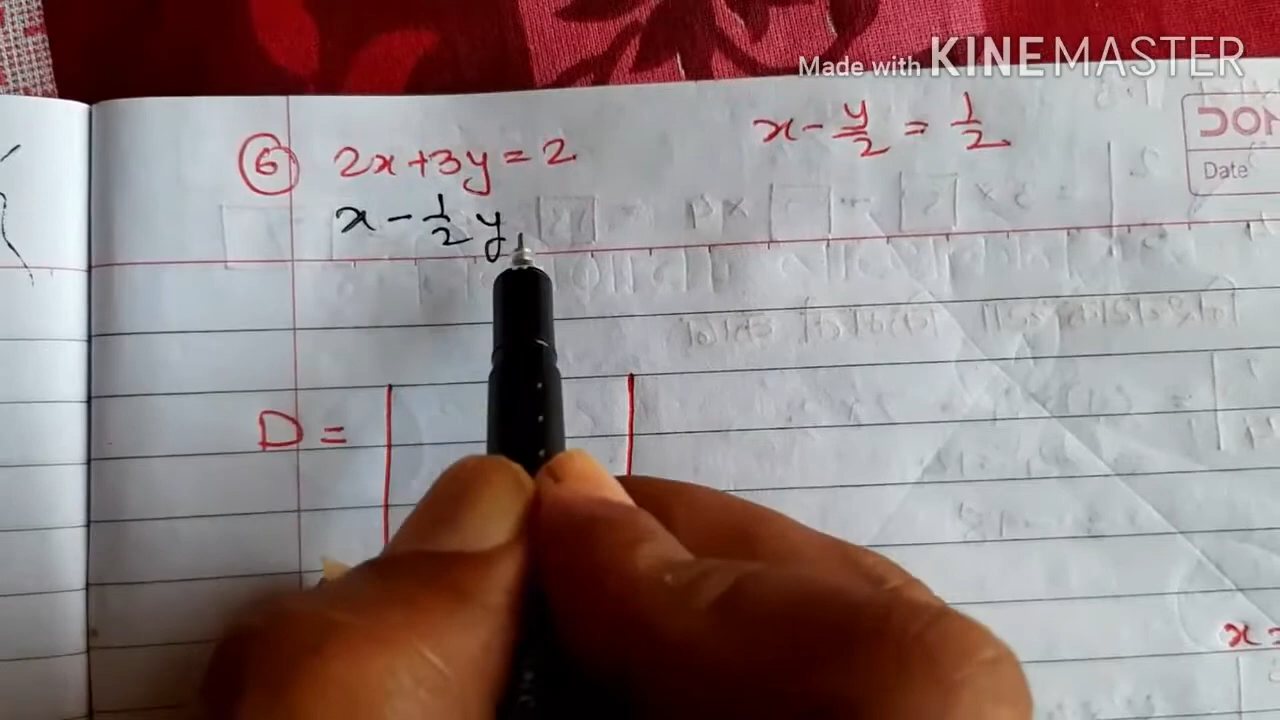 Made with KINEMASTER
⑥ 2x+3y=2
x-y/2=1/2
x-1/2 y
Date
D=
x=